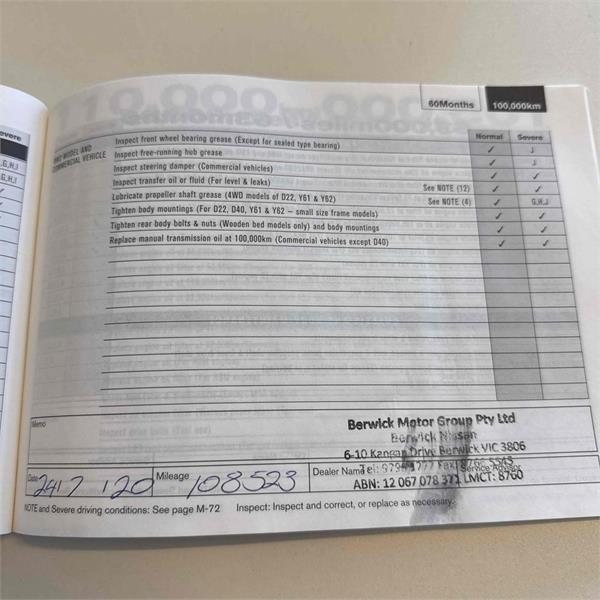 60Months 100,000km
Normal Severe
4WD MODEL AND
COMMERCIAL VEHICLE
Inspect front wheel bearing grease (Except for sealed type bearing) ✓ J
Inspect free-running hub grease ✓ J
Inspect steering damper (Commercial vehicles) ✓ ✓
Inspect transfer oil or fluid (For level & leaks) See NOTE (12) ✓ ✓
Lubricate propeller shaft grease (4WD models of D22, Y61 & Y62) See NOTE (4) ✓ G,H,J
Tighten body mountings (For D22, D40, Y61 & Y62 – small size frame models) ✓ ✓
Tighten rear body bolts & nuts (Wooden bed models only) and body mountings ✓ ✓
Replace manual transmission oil at 100,000km (Commercial vehicles except D40) ✓ ✓
evere
G,H,J
G,H,J
Memo
Berwick Motor Group Pty Ltd
Berwick Nissan
6-10 Kangan Drive Berwick VIC 3806
Date 24/7/20 Mileage 108523 Dealer Name Service Advisor
ABN: 12 067 078 371 LMCT: 8760
NOTE and Severe driving conditions: See page M-72 Inspect: Inspect and correct, or replace as necessary.